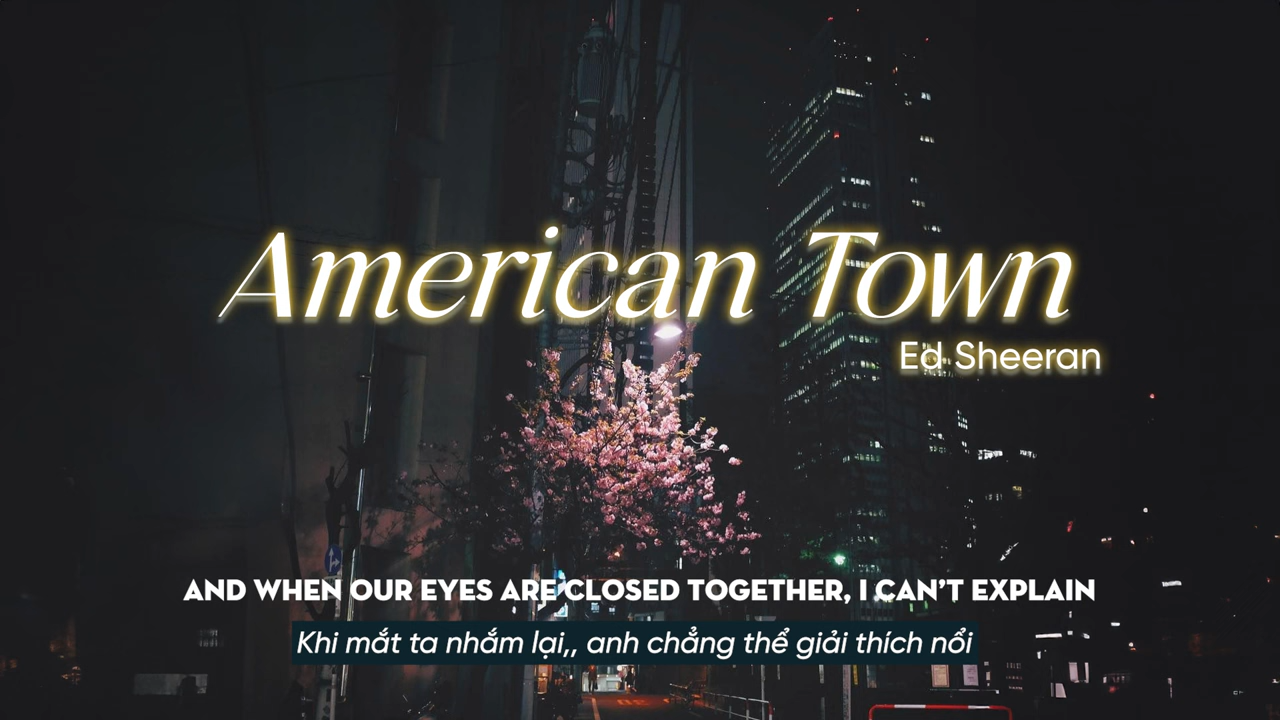 American Town
Ed Sheeran
AND WHEN OUR EYES ARE CLOSED TOGETHER, I CAN'T EXPLAIN
Khi mắt ta nhắm lại,, anh chẳng thể giải thích nổi